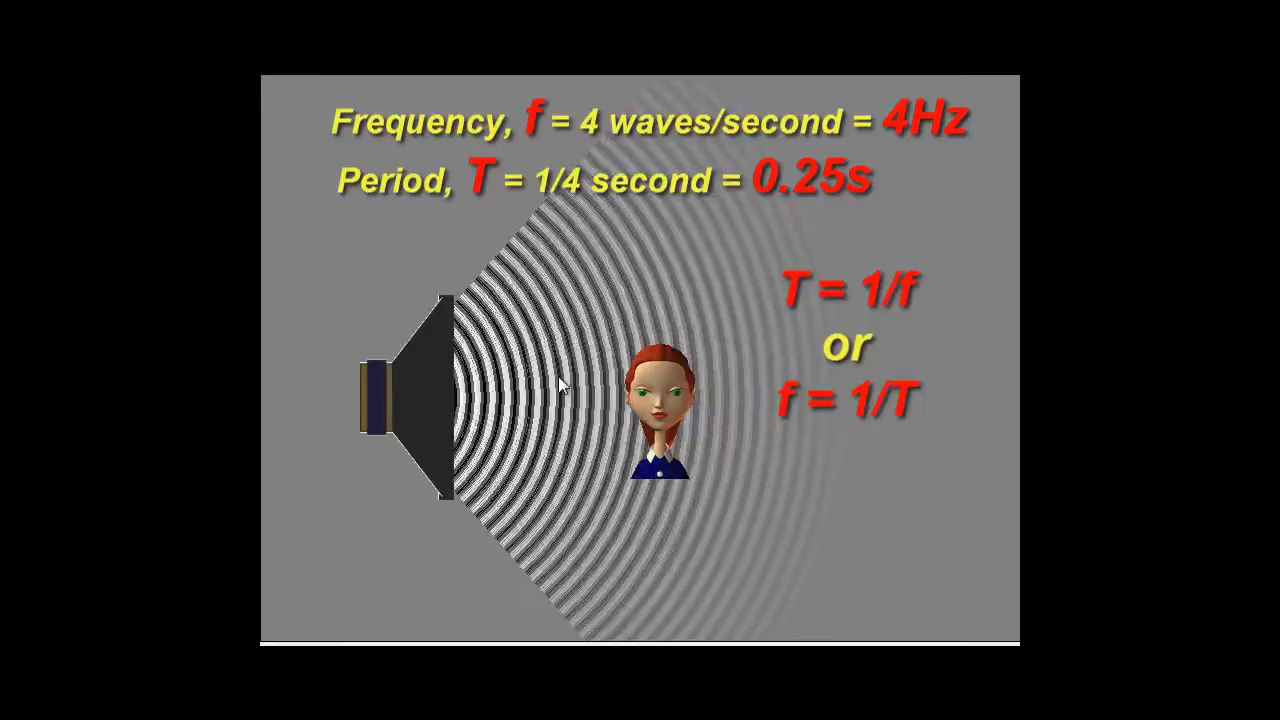 Frequency, f = 4 waves/second = 4Hz
Period, T = 1/4 second = 0.25s
T = 1/f
or
f = 1/T